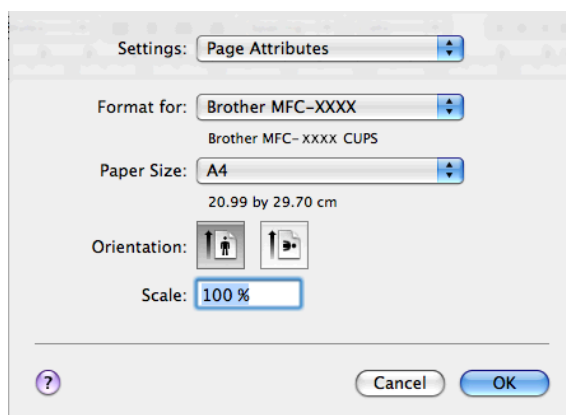 Settings: Page Attributes
Format for: Brother MFC-XXXX
Brother MFC- XXXX CUPS
Paper Size: A4
20.99 by 29.70 cm
Orientation:
Scale: 100 %
? Cancel OK